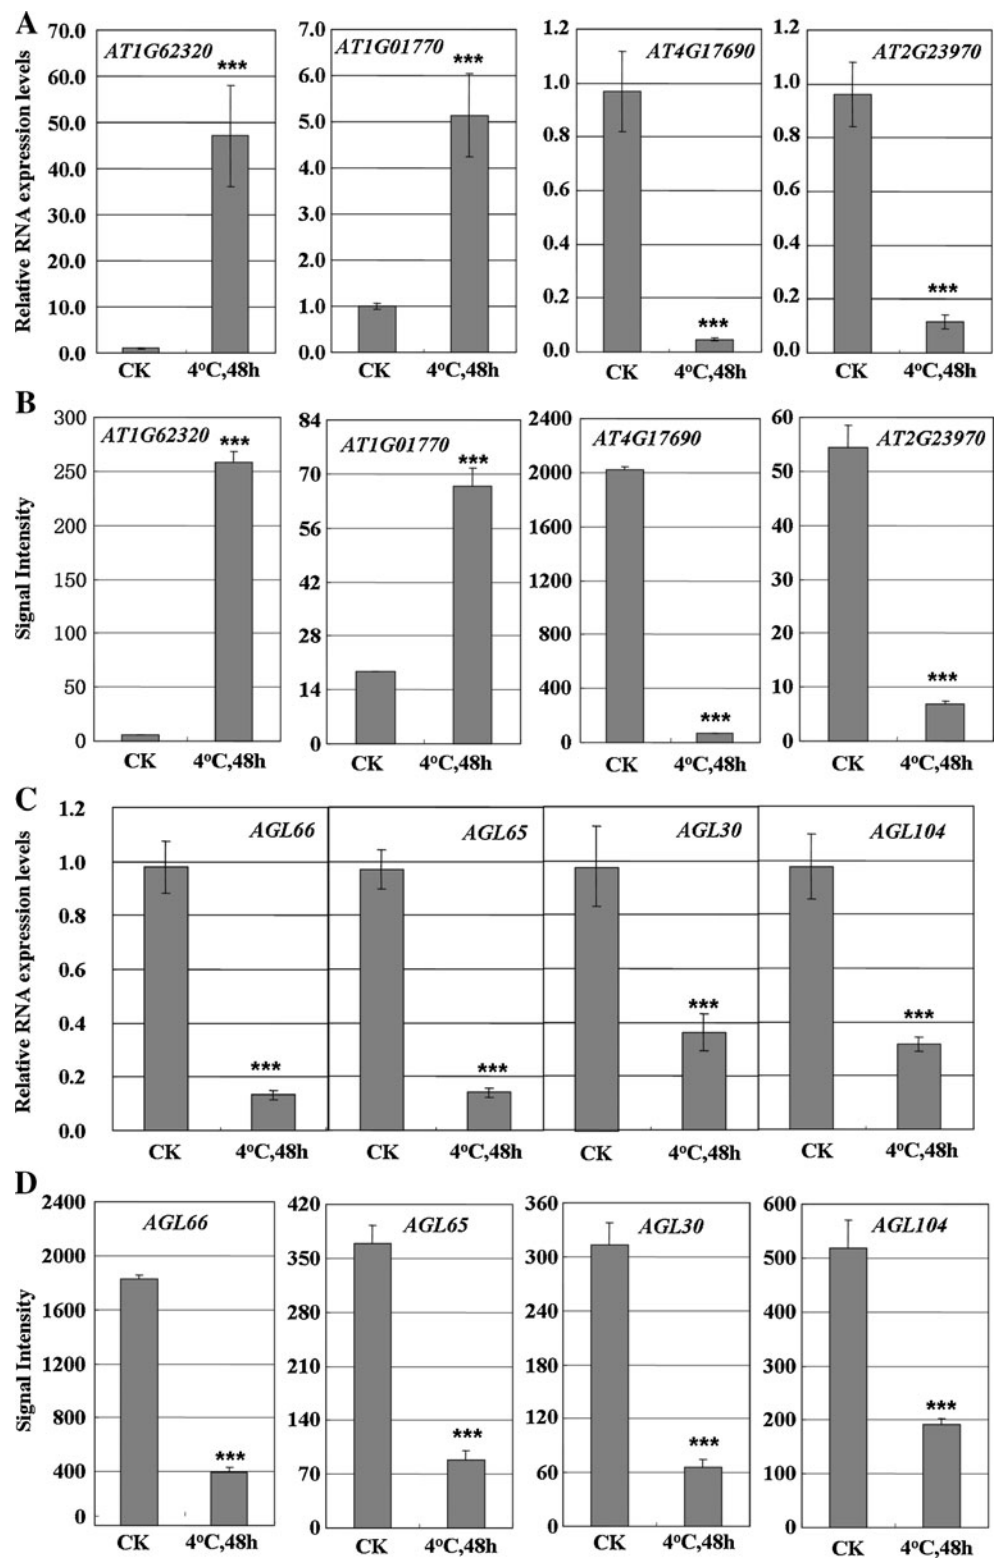 A
Relative RNA expression levels
70.0
60.0
50.0
40.0
30.0
20.0
10.0
0.0
AT1G62320
***
CK
4°C,48h
7.0
6.0
5.0
4.0
3.0
2.0
1.0
0.0
AT1G01770
***
CK
4°C,48h
1.2
1.0
0.8
0.6
0.4
0.2
0.0
AT4G17690
***
CK
4°C,48h
1.2
1.0
0.8
0.6
0.4
0.2
0.0
AT2G23970
***
CK
4°C,48h
B
Signal Intensity
300
250
200
150
100
50
0
AT1G62320
***
CK
4°C,48h
84
70
56
42
28
14
0
AT1G01770
***
CK
4°C,48h
2400
2000
1600
1200
800
400
0
AT4G17690
***
CK
4°C,48h
60
50
40
30
20
10
0
AT2G23970
***
CK
4°C,48h
C
Relative RNA expression levels
1.2
1.0
0.8
0.6
0.4
0.2
0.0
AGL66
***
CK
4°C,48h
AGL65
***
CK
4°C,48h
AGL30
***
CK
4°C,48h
AGL104
***
CK
4°C,48h
D
Signal Intensity
2400
2000
1600
1200
800
400
0
AGL66
***
CK
4°C,48h
420
350
280
210
140
70
0
AGL65
***
CK
4°C,48h
360
300
240
180
120
60
0
AGL30
***
CK
4°C,48h
600
500
400
300
200
100
0
AGL104
***
CK
4°C,48h